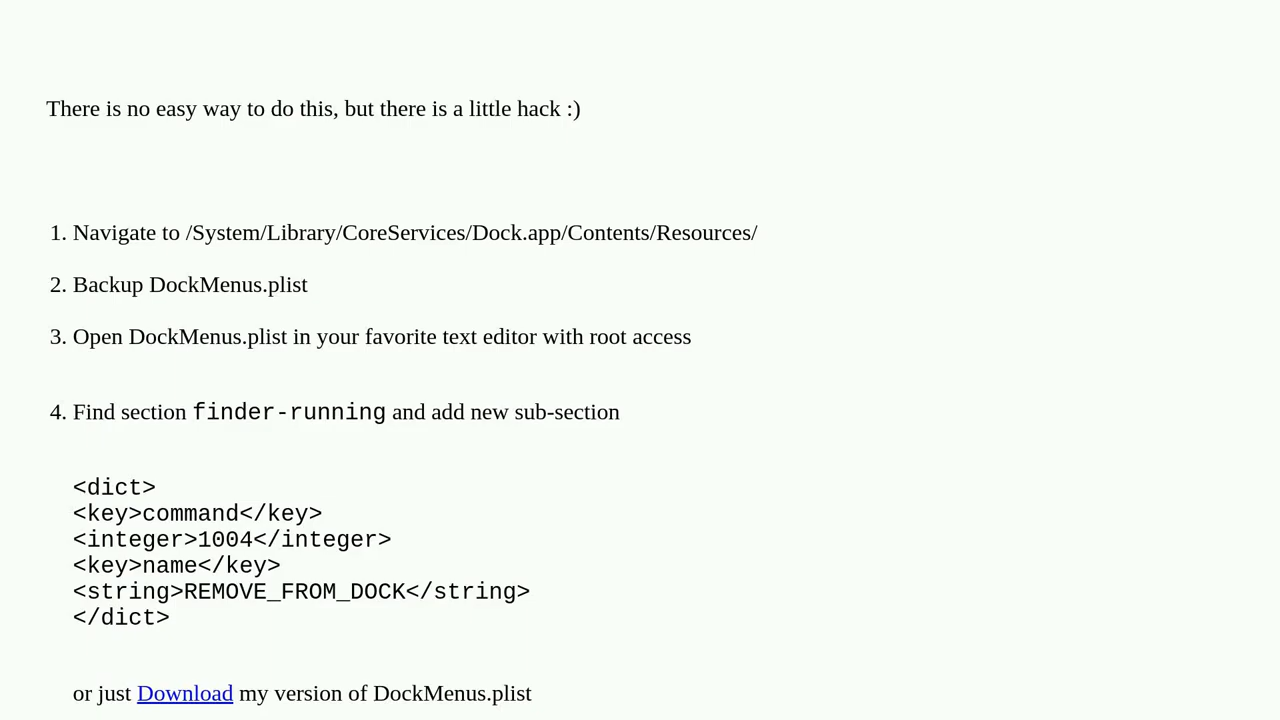 There is no easy way to do this, but there is a little hack :)
1. Navigate to /System/Library/CoreServices/Dock.app/Contents/Resources/
2. Backup DockMenus.plist
3. Open DockMenus.plist in your favorite text editor with root access
4. Find section finder-running and add new sub-section
<dict>
<key>command</key>
<integer>1004</integer>
<key>name</key>
<string>REMOVE_FROM_DOCK</string>
</dict>
or just Download my version of DockMenus.plist